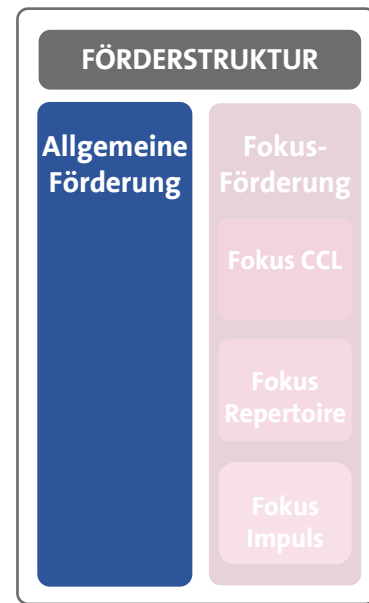 FÖRDERSTRUKTUR
Allgemeine
Förderung
Fokus-
Förderung
Fokus CCL
Fokus
Repertoire
Fokus
Impuls